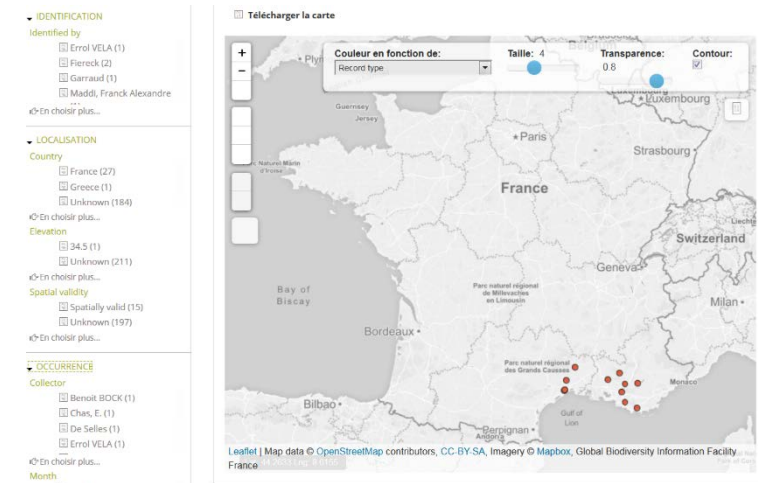 IDENTIFICATION
Identified by
Errol VELA (1)
Fiereck (2)
Garraud (1)
Maddi, Franck Alexandre
En choisir plus...
LOCALISATION
Country
France (27)
Greece (1)
Unknown (184)
En choisir plus...
Elevation
34.5 (1)
Unknown (211)
En choisir plus...
Spatial validity
Spatially valid (15)
Unknown (197)
En choisir plus...
OCCURRENCE
Collector
Benoit BOCK (1)
Chas, E. (1)
De Selles (1)
Errol VELA (1)
En choisir plus...
Month
Télécharger la carte
+
−
Couleur en fonction de:
Record type
Taille: 4
Transparence:
0.8
Contour:
Guernsey
Jersey
Luxembourg
Paris
Strasbourg
France
Switzerland
Geneva
Bay of
Biscay
Parc naturel régional
de Millevaches
en Limousin
Milan
Bordeaux
Parc naturel régional
des Grands Causses
Monaco
Bilbao
Gulf of
Lion
Perpignan
Andorra
Leaflet | Map data © OpenStreetMap contributors, CC-BY-SA, Imagery © Mapbox, Global Biodiversity Information Facility
France